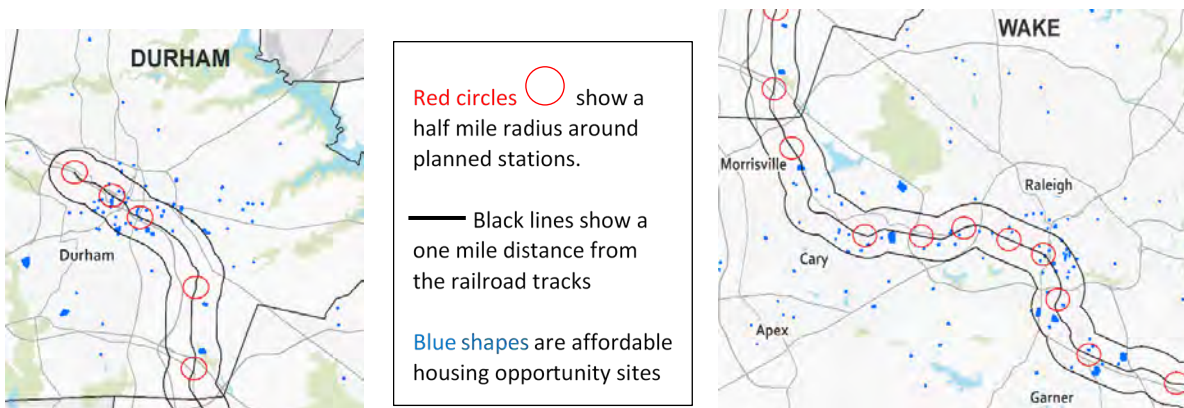 DURHAM
Durham
Red circles show a
half mile radius around
planned stations.
Black lines show a
one mile distance from
the railroad tracks
Blue shapes are affordable
housing opportunity sites
WAKE
Morrisville
Raleigh
Cary
Apex
Garner